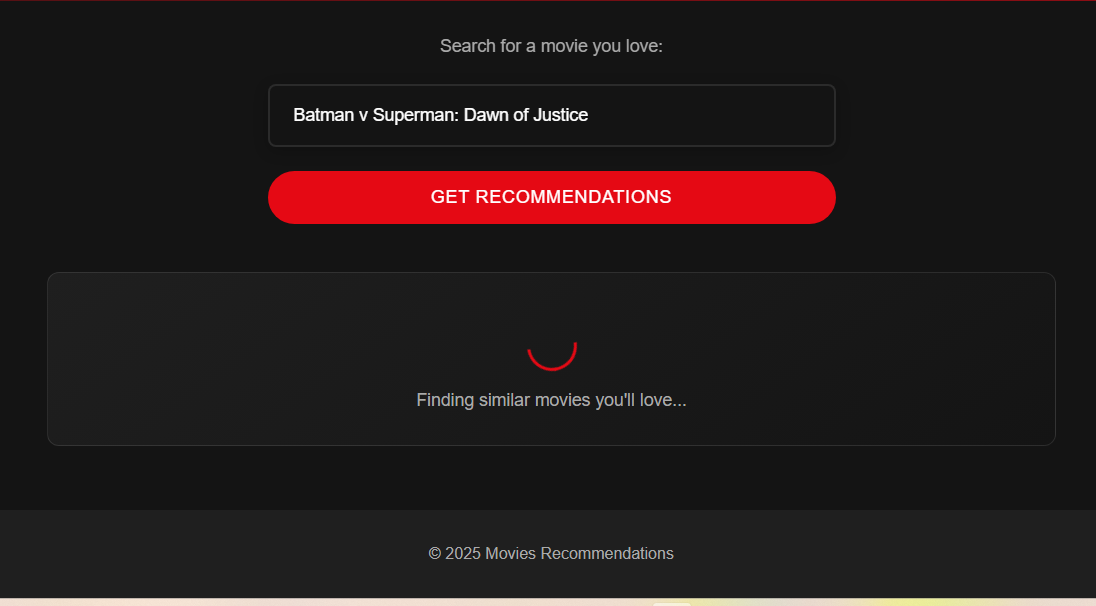 Search for a movie you love:
Batman v Superman: Dawn of Justice
GET RECOMMENDATIONS
Finding similar movies you'll love...
© 2025 Movies Recommendations